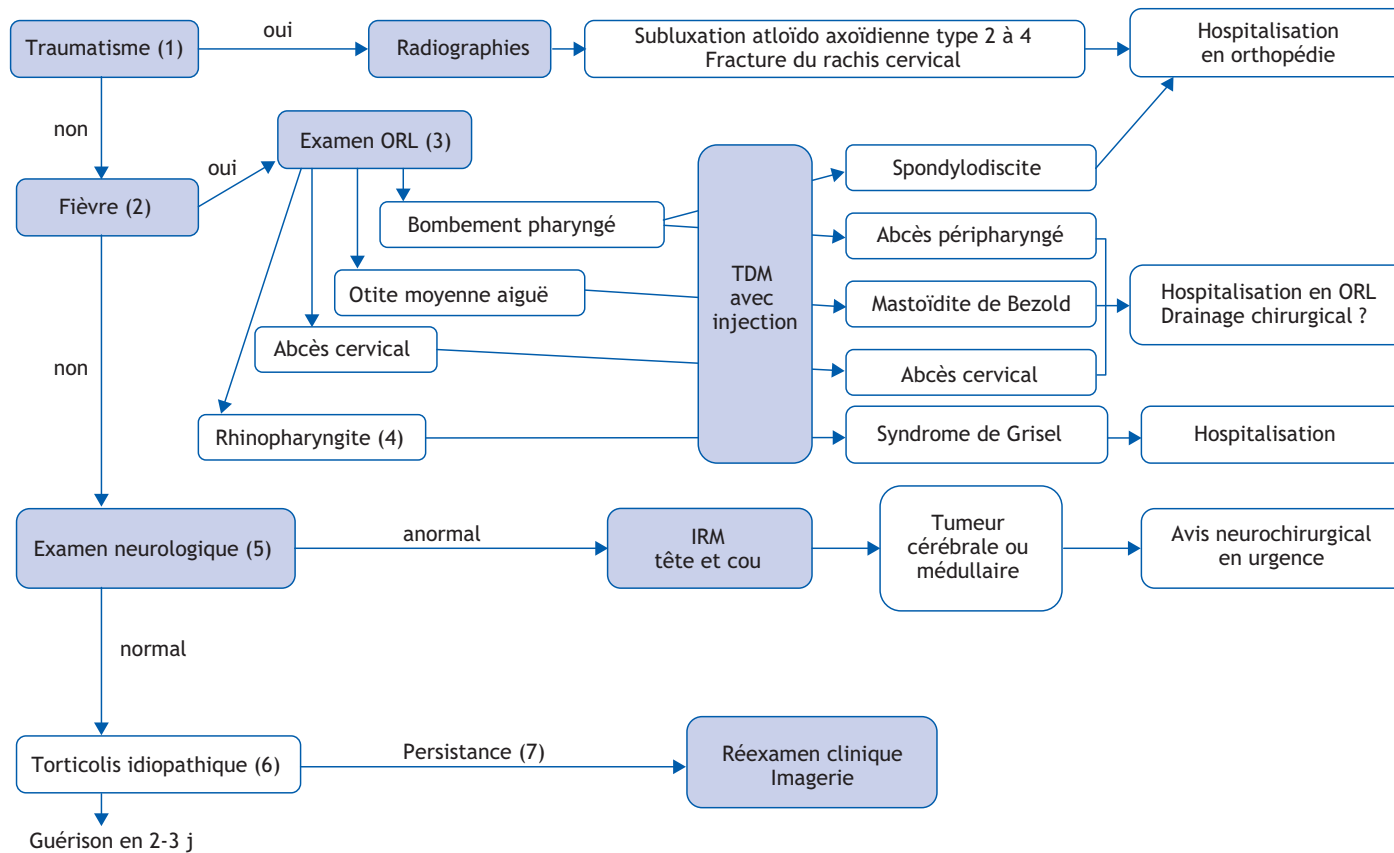 Traumatisme (1)
oui
Radiographies
Subluxation atloïdo axoïdienne type 2 à 4
Fracture du rachis cervical
Hospitalisation
en orthopédie
non
Fièvre (2)
oui
Examen ORL (3)
Bombement pharyngé
Otite moyenne aiguë
Abcès cervical
Rhinopharyngite (4)
TDM
avec
injection
Spondylodiscite
Abcès péripharyngé
Mastoïdite de Bezold
Abcès cervical
Hospitalisation en ORL
Drainage chirurgical ?
Syndrome de Grisel
Hospitalisation
non
Examen neurologique (5)
anormal
IRM
tête et cou
Tumeur
cérébrale ou
médullaire
Avis neurochirurgical
en urgence
normal
Torticolis idiopathique (6)
Persistance (7)
Réexamen clinique
Imagerie
Guérison en 2-3 j